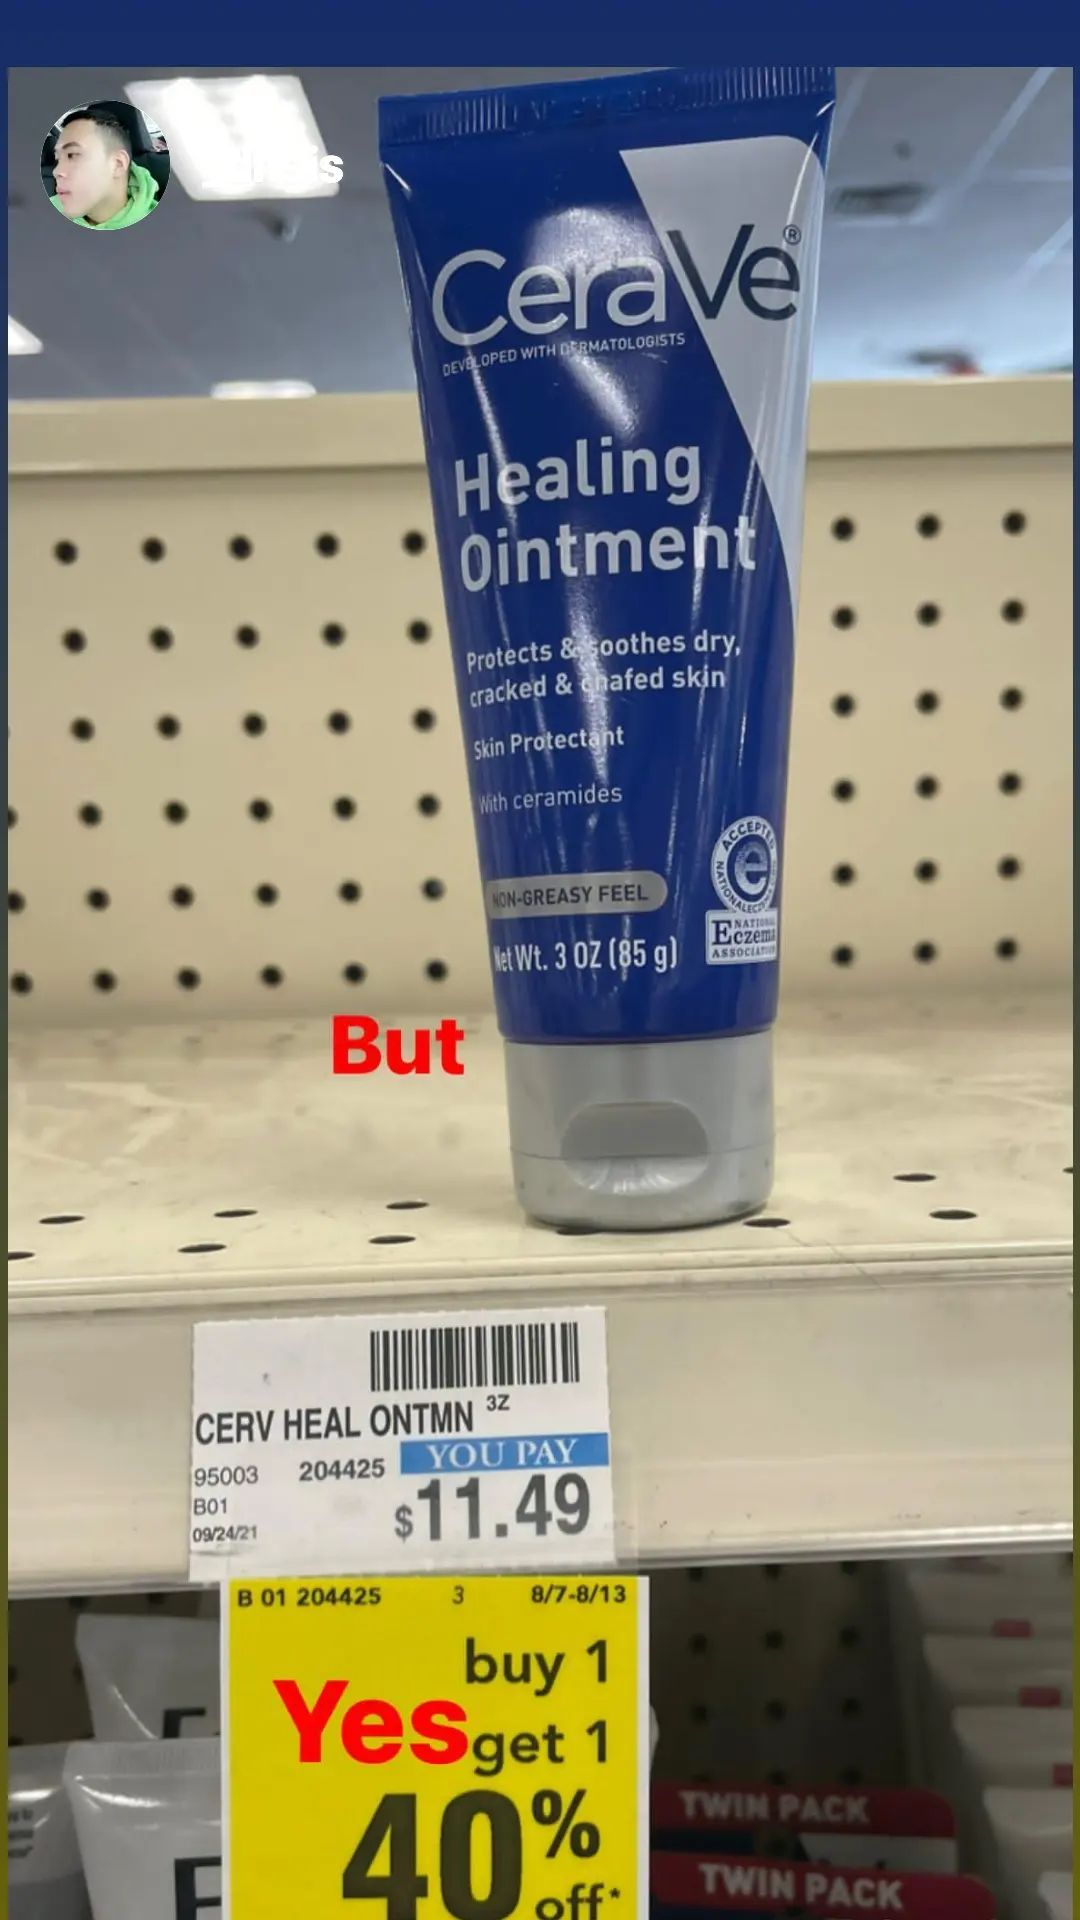 CeraVe®
DEVELOPED WITH DERMATOLOGISTS
Healing
Ointment
Protects & soothes dry,
cracked & chafed skin
Skin Protectant
With ceramides
NON-GREASY FEEL
Net Wt. 3 OZ (85 g)
ACCEPTED
NATIONAL
Eczema
ASSOCIATION
But
CERV HEAL ONTMN 3Z
95003 204425 YOU PAY
B01
09/24/21
$11.49
B 01 204425 3 8/7-8/13
buy 1
Yes
get 1
40%
off*
TWIN PACK
TWIN PACK